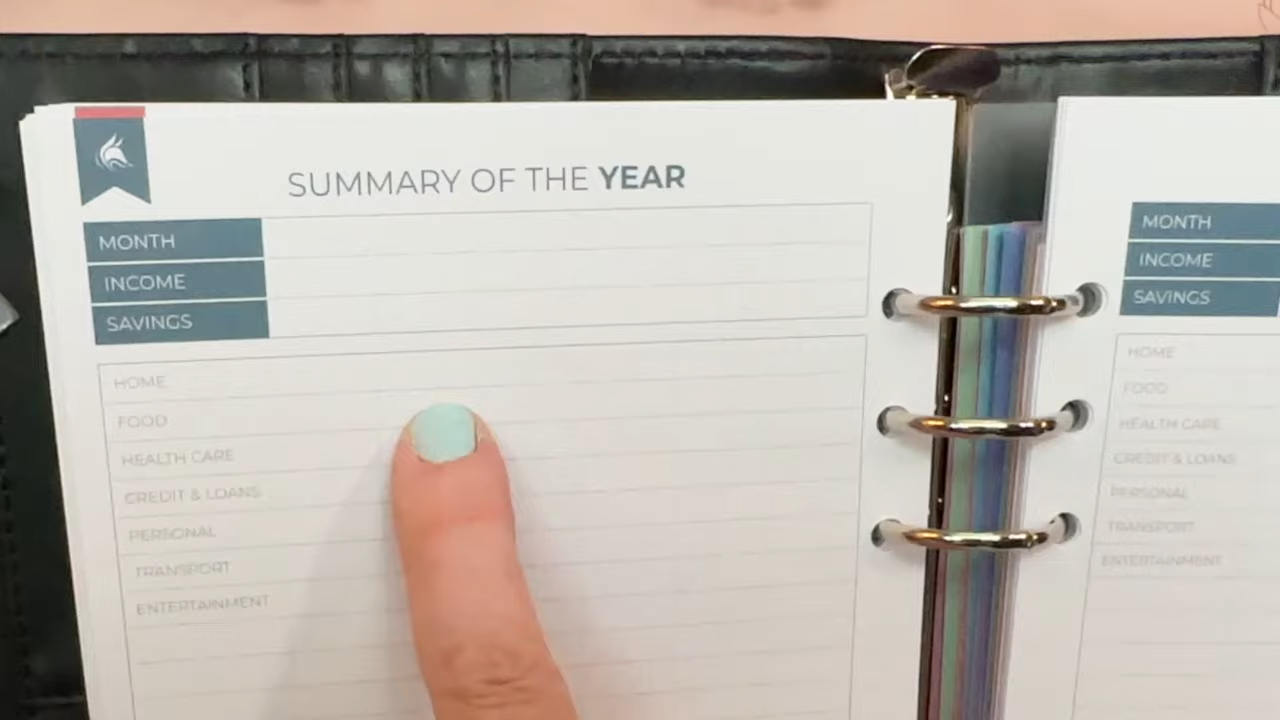 SUMMARY OF THE YEAR
MONTH
INCOME
SAVINGS
HOME
FOOD
HEALTH CARE
CREDIT & LOANS
PERSONAL
TRANSPORT
ENTERTAINMENT
MONTH
INCOME
SAVINGS
HOME
FOOD
HEALTH CARE
CREDIT & LOANS
PERSONAL
TRANSPORT
ENTERTAINMENT